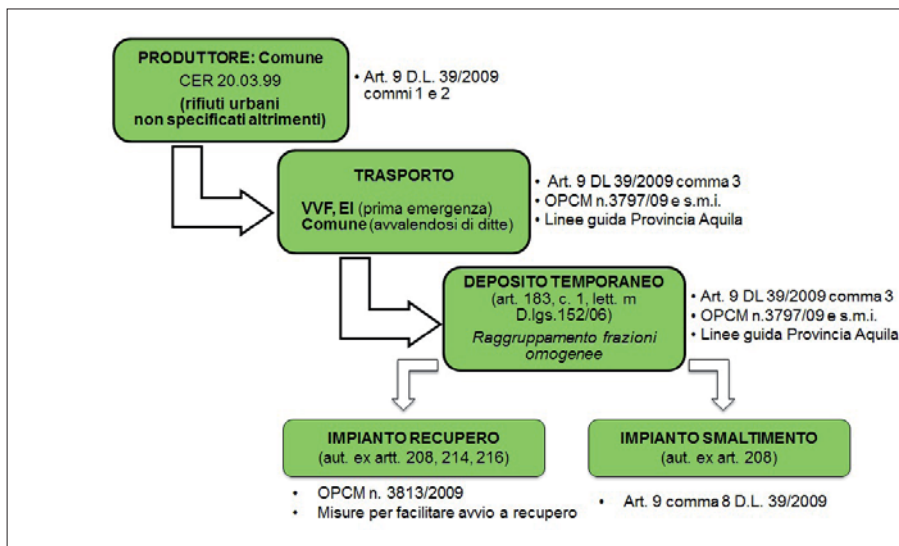 PRODUTTORE: Comune
CER 20.03.99
(rifiuti urbani
non specificati altrimenti)
• Art. 9 D.L. 39/2009
commi 1 e 2
TRASPORTO
VVF, EI (prima emergenza)
Comune (avvalendosi di ditte)
• Art. 9 DL 39/2009 comma 3
• OPCM n.3797/09 e s.m.i.
• Linee guida Provincia Aquila
DEPOSITO TEMPORANEO
(art. 183, c. 1, lett. m
D.lgs.152/06)
Raggruppamento frazioni
omogenee
• Art. 9 DL 39/2009 comma 3
• OPCM n.3797/09 e s.m.i.
• Linee guida Provincia Aquila
IMPIANTO RECUPERO
(aut. ex artt. 208, 214, 216)
• OPCM n. 3813/2009
• Misure per facilitare avvio a recupero
IMPIANTO SMALTIMENTO
(aut. ex art. 208)
• Art. 9 comma 8 D.L. 39/2009